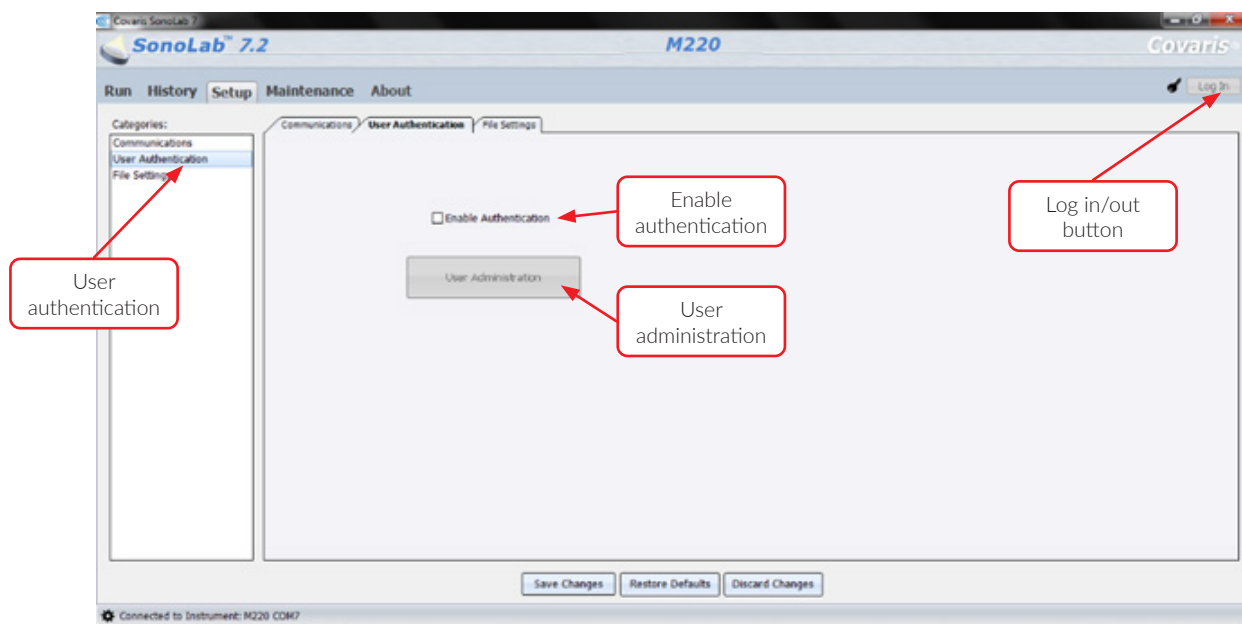 Covaris SonoLab 7
SonoLab™ 7.2
M220
Covaris
Run History Setup Maintenance About
Log In
Categories:
Communications
User Authentication
File Settings
Communications User Authentication File Settings
Enable Authentication
Enable
authentication
Log in/out
button
User Administration
User
authentication
User
administration
Save Changes Restore Defaults Discard Changes
Connected to Instrument: M220 COM7